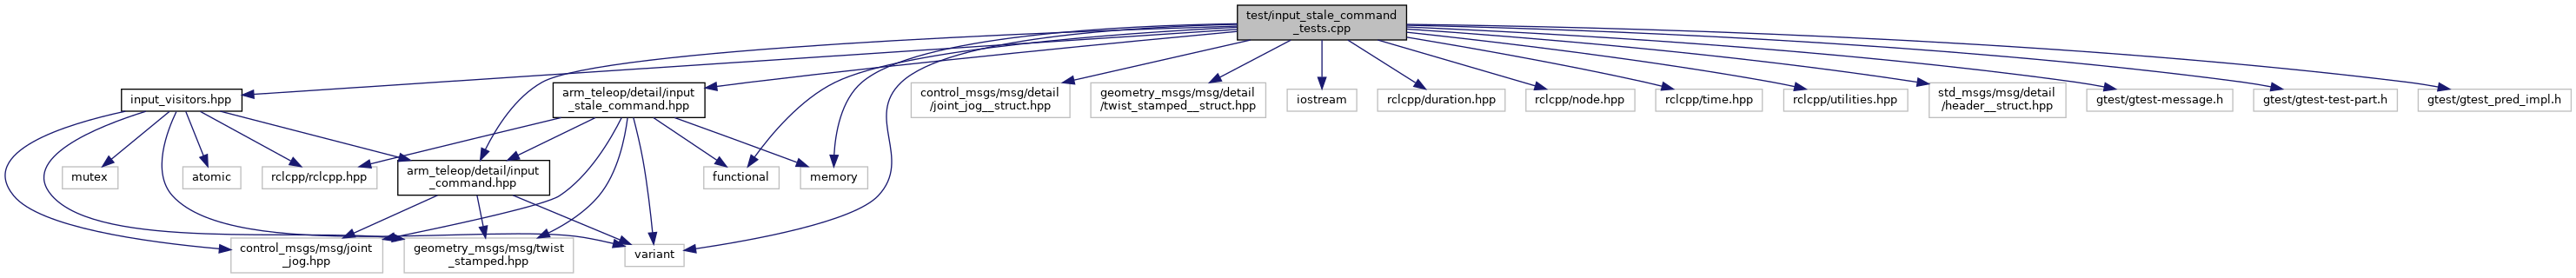 test/input_stale_command
_tests.cpp
input_visitors.hpp
arm_teleop/detail/input
_stale_command.hpp
control_msgs/msg/detail
/joint_jog__struct.hpp
geometry_msgs/msg/detail
/twist_stamped__struct.hpp
iostream
rclcpp/duration.hpp
rclcpp/node.hpp
rclcpp/time.hpp
rclcpp/utilities.hpp
std_msgs/msg/detail
/header__struct.hpp
gtest/gtest-message.h
gtest/gtest-test-part.h
gtest/gtest_pred_impl.h
mutex
atomic
rclcpp/rclcpp.hpp
arm_teleop/detail/input
_command.hpp
functional
memory
control_msgs/msg/joint
_jog.hpp
geometry_msgs/msg/twist
_stamped.hpp
variant